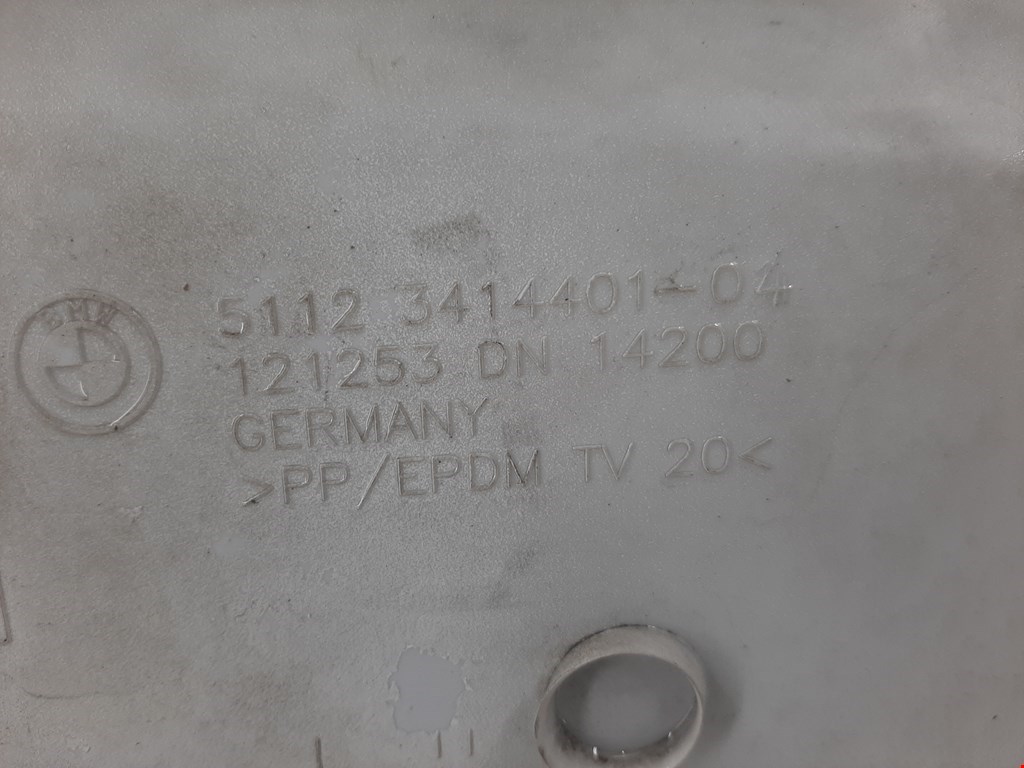 BMW
5112 3414401-04
121253 DN 14200
GERMANY
>PP/EPDM TV 20<